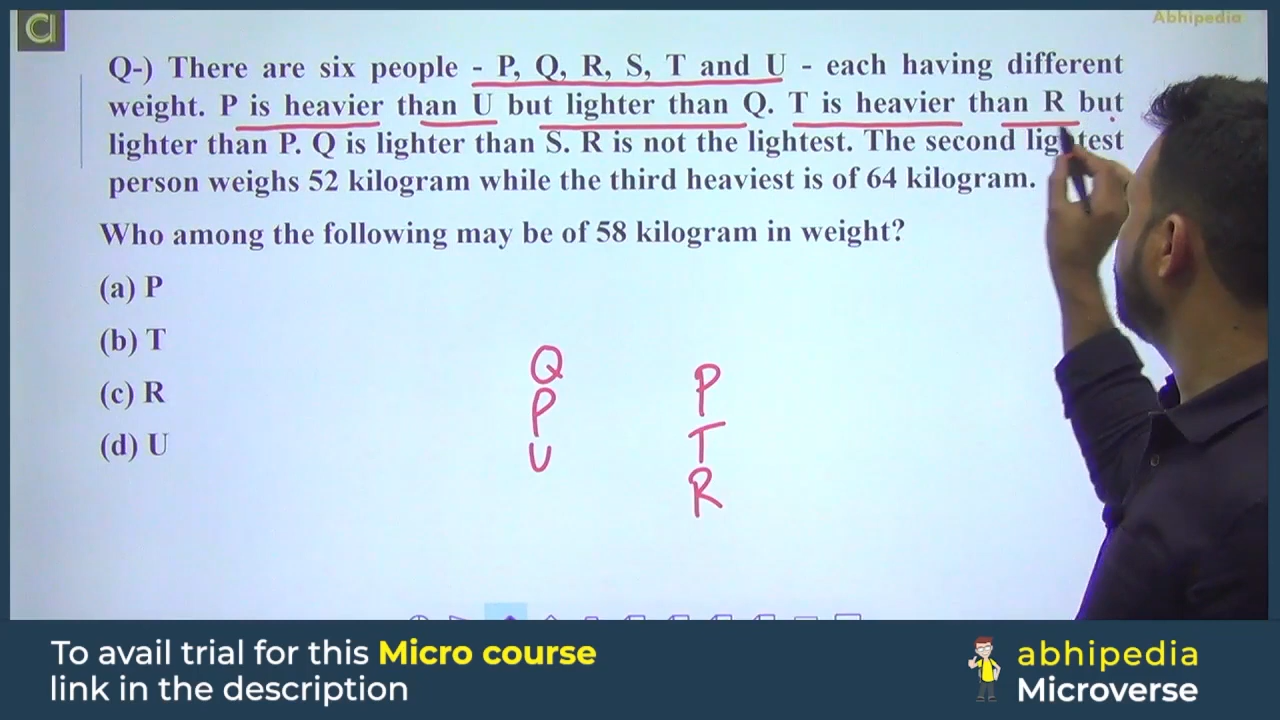 Abhipedia
Q-) There are six people - P, Q, R, S, T and U - each having different
weight. P is heavier than U but lighter than Q. T is heavier than R but
lighter than P. Q is lighter than S. R is not the lightest. The second lightest
person weighs 52 kilogram while the third heaviest is of 64 kilogram.
Who among the following may be of 58 kilogram in weight?
(a) P
(b) T
(c) R
(d) U
Q
P
U
P
T
R
To avail trial for this Micro course
link in the description
abhipedia
Microverse